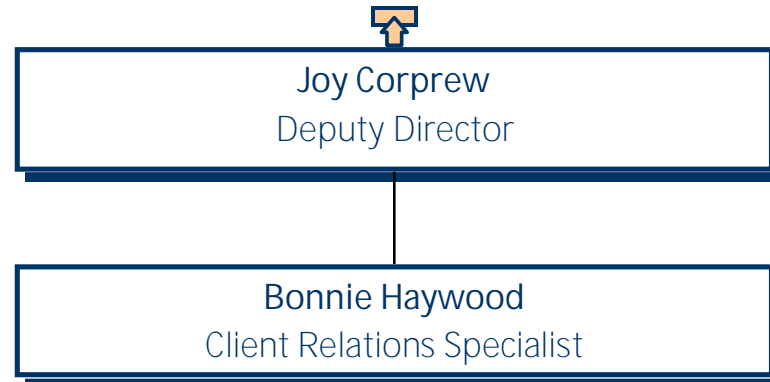 Joy Corprew
Deputy Director
Bonnie Haywood
Client Relations Specialist